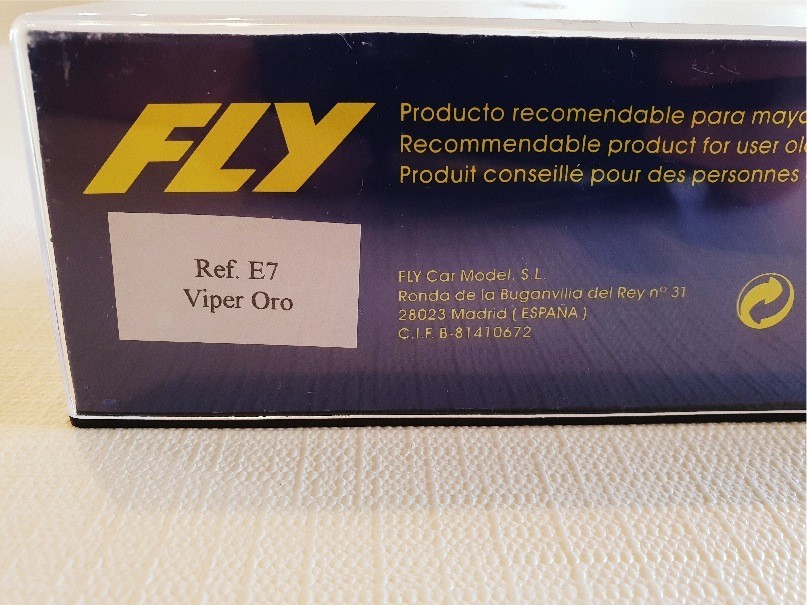 FLY
Producto recomendable para
Recommendable product for user
Produit conseillé pour des personnes
Ref. E7
Viper Oro
FLY Car Model. S.L.
Ronda de la Buganvilla del Rey nº 31
28023 Madrid ( ESPAÑA )
C.I.F. B-81410672